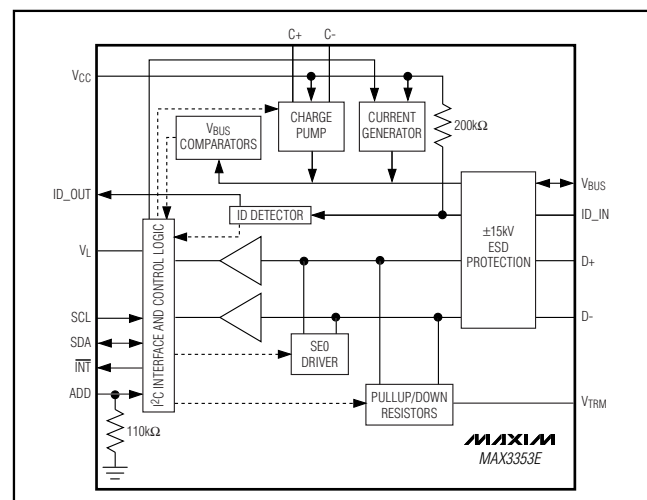 C+ C-
VCC
CHARGE
PUMP
CURRENT
GENERATOR
200kΩ
VBUS
COMPARATORS
VBUS
ID_OUT
ID DETECTOR
ID_IN
±15kV
ESD
PROTECTION
VL
I²C INTERFACE AND CONTROL LOGIC
D+
SCL
D-
SDA
SE0
DRIVER
INT
ADD
PULLUP/DOWN
RESISTORS
VTRM
110kΩ
MAXIM
MAX3353E